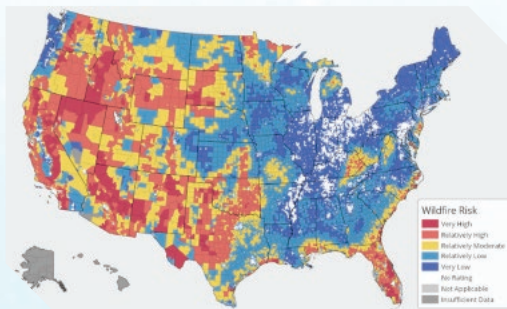 Wildfire Risk
Very High
Relatively High
Relatively Moderate
Relatively Low
Very Low
No Rating
Not Applicable
Insufficient Data